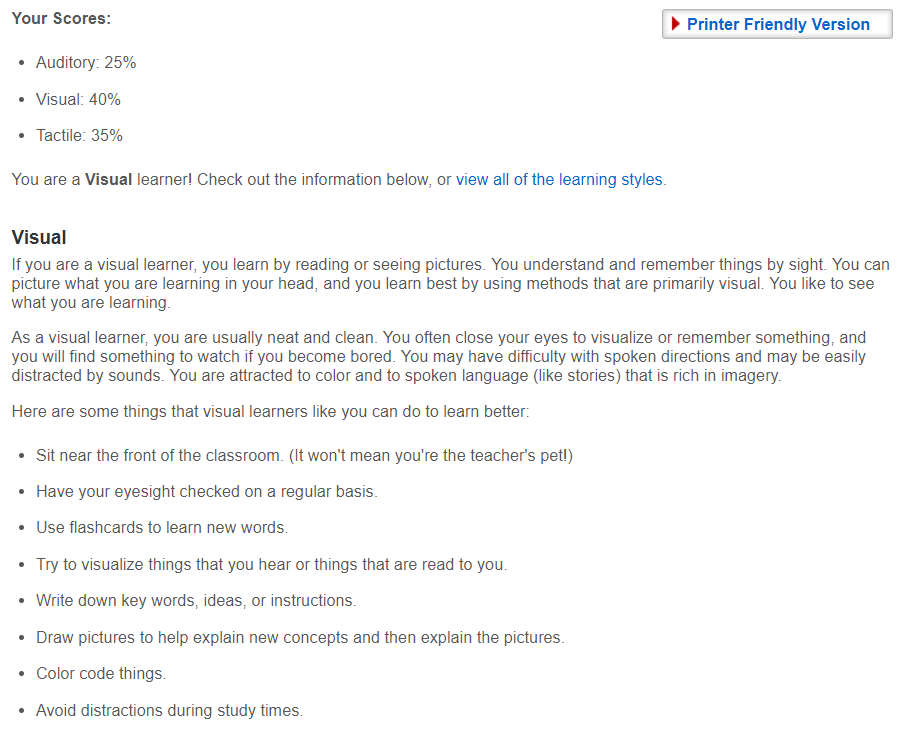 Your Scores:
Printer Friendly Version
Auditory: 25%
Visual: 40%
Tactile: 35%
You are a Visual learner! Check out the information below, or view all of the learning styles.
Visual
If you are a visual learner, you learn by reading or seeing pictures. You understand and remember things by sight. You can
picture what you are learning in your head, and you learn best by using methods that are primarily visual. You like to see
what you are learning.
As a visual learner, you are usually neat and clean. You often close your eyes to visualize or remember something, and
you will find something to watch if you become bored. You may have difficulty with spoken directions and may be easily
distracted by sounds. You are attracted to color and to spoken language (like stories) that is rich in imagery.
Here are some things that visual learners like you can do to learn better:
Sit near the front of the classroom. (It won't mean you're the teacher's pet!)
Have your eyesight checked on a regular basis.
Use flashcards to learn new words.
Try to visualize things that you hear or things that are read to you.
Write down key words, ideas, or instructions.
Draw pictures to help explain new concepts and then explain the pictures.
Color code things.
Avoid distractions during study times.